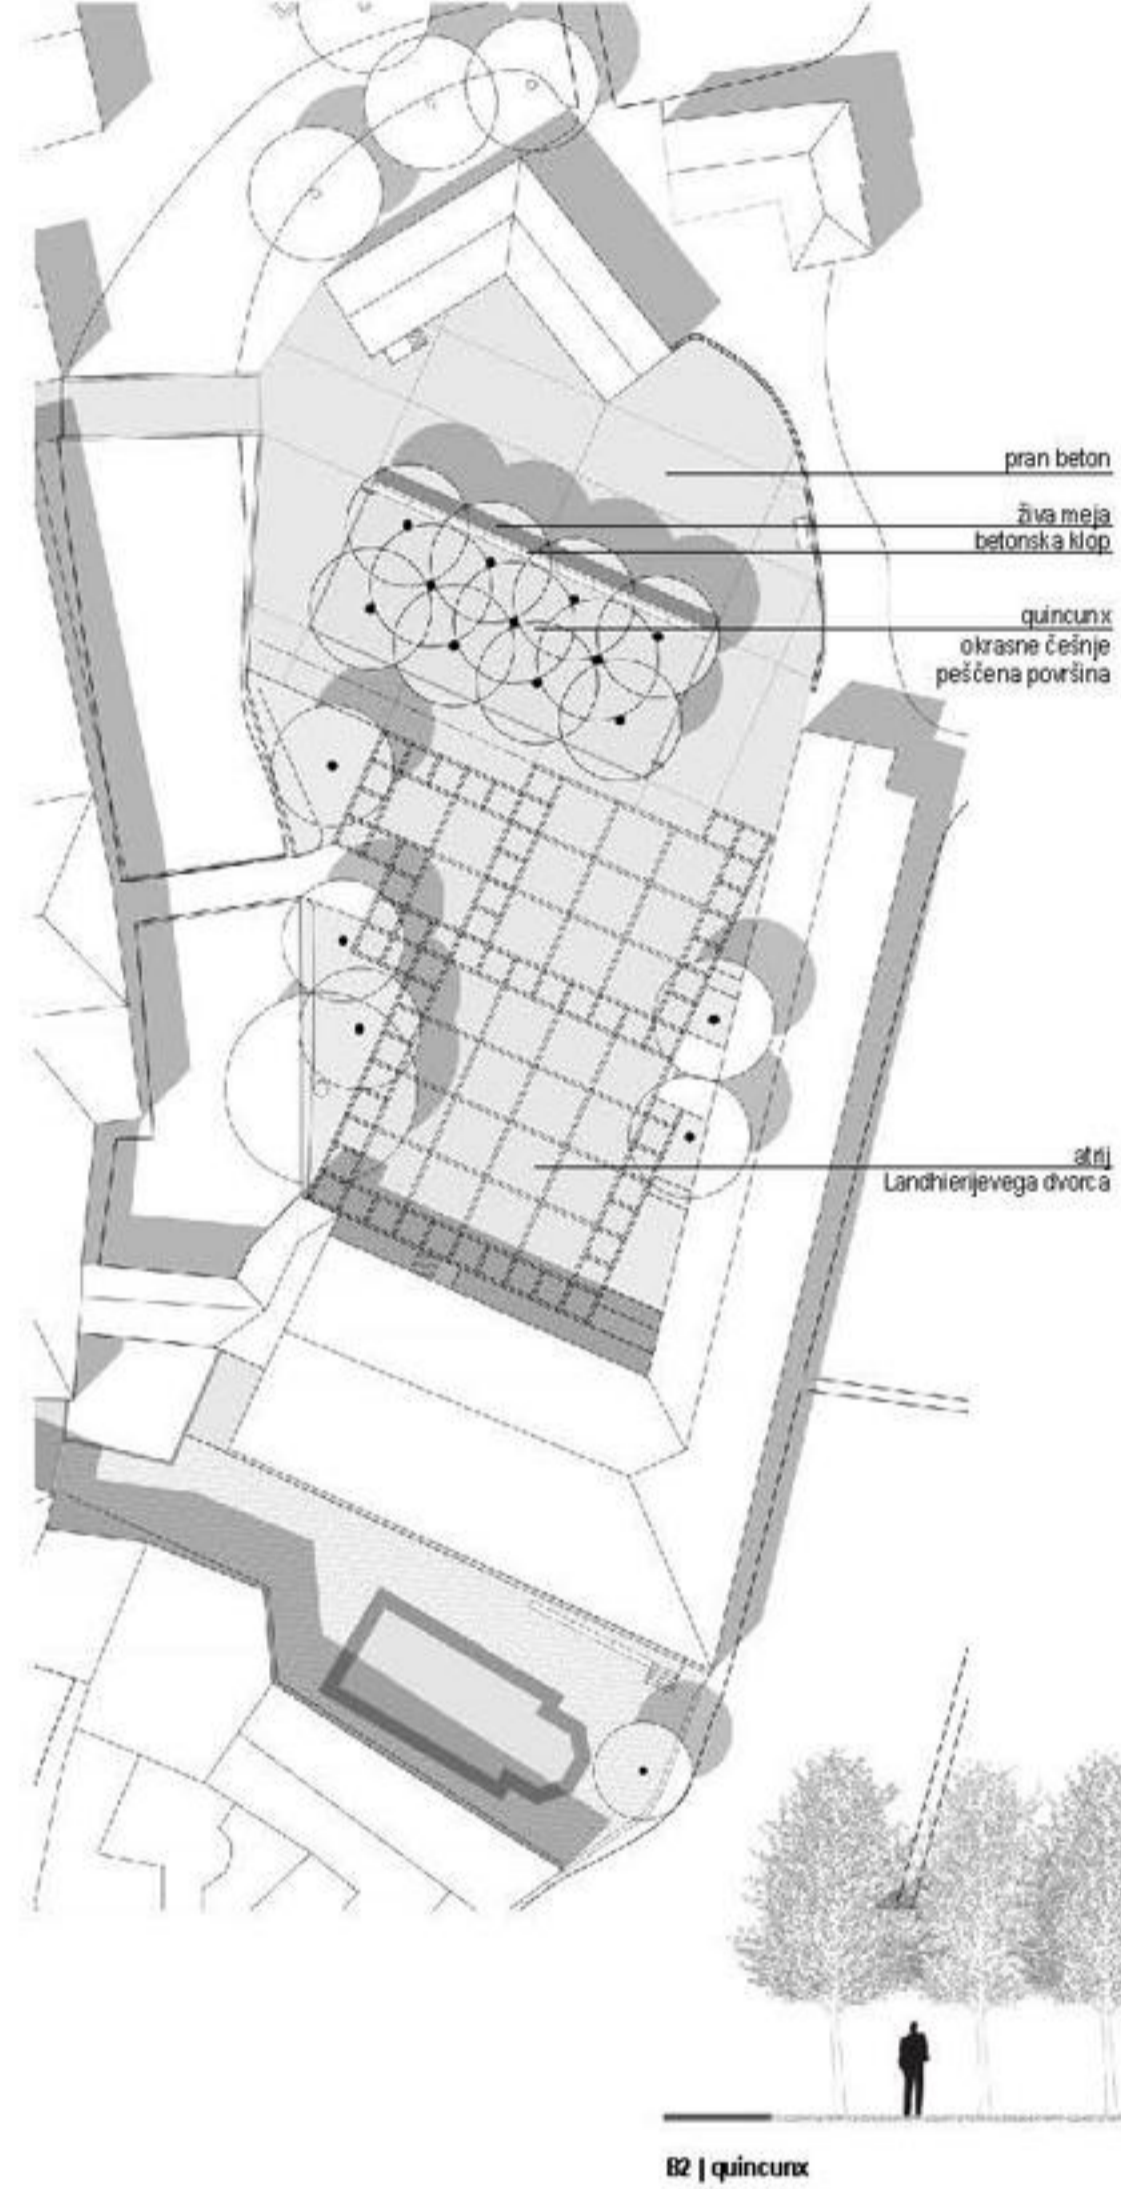 pran beton
živa meja
betonska klop
quincunx
okrasne češnje
peščena površina
atrij
Landhierijevega dvorca
B2 | quincunx